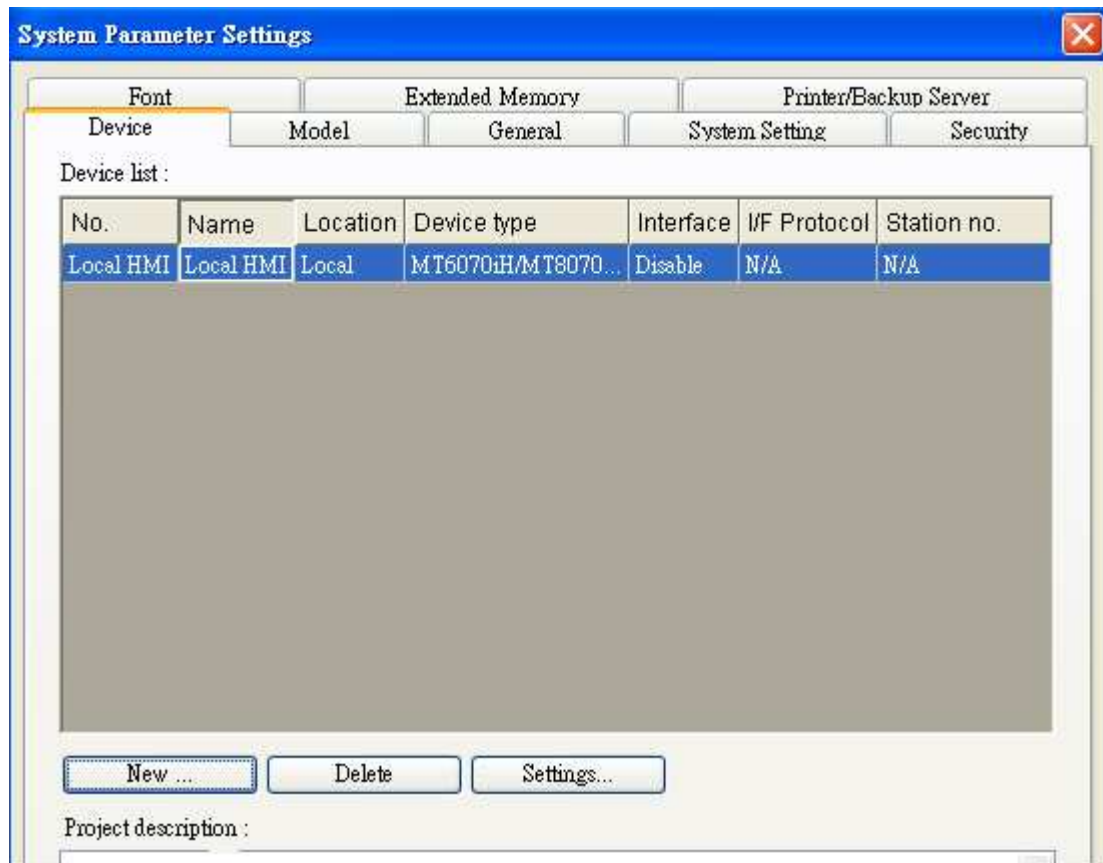 System Parameter Settings
Font Extended Memory Printer/Backup Server
Device Model General System Setting Security
Device list :
No. Name Location Device type Interface I/F Protocol Station no.
Local HMI Local HMI Local MT6070iH/MT8070... Disable N/A N/A
New ... Delete Settings...
Project description :